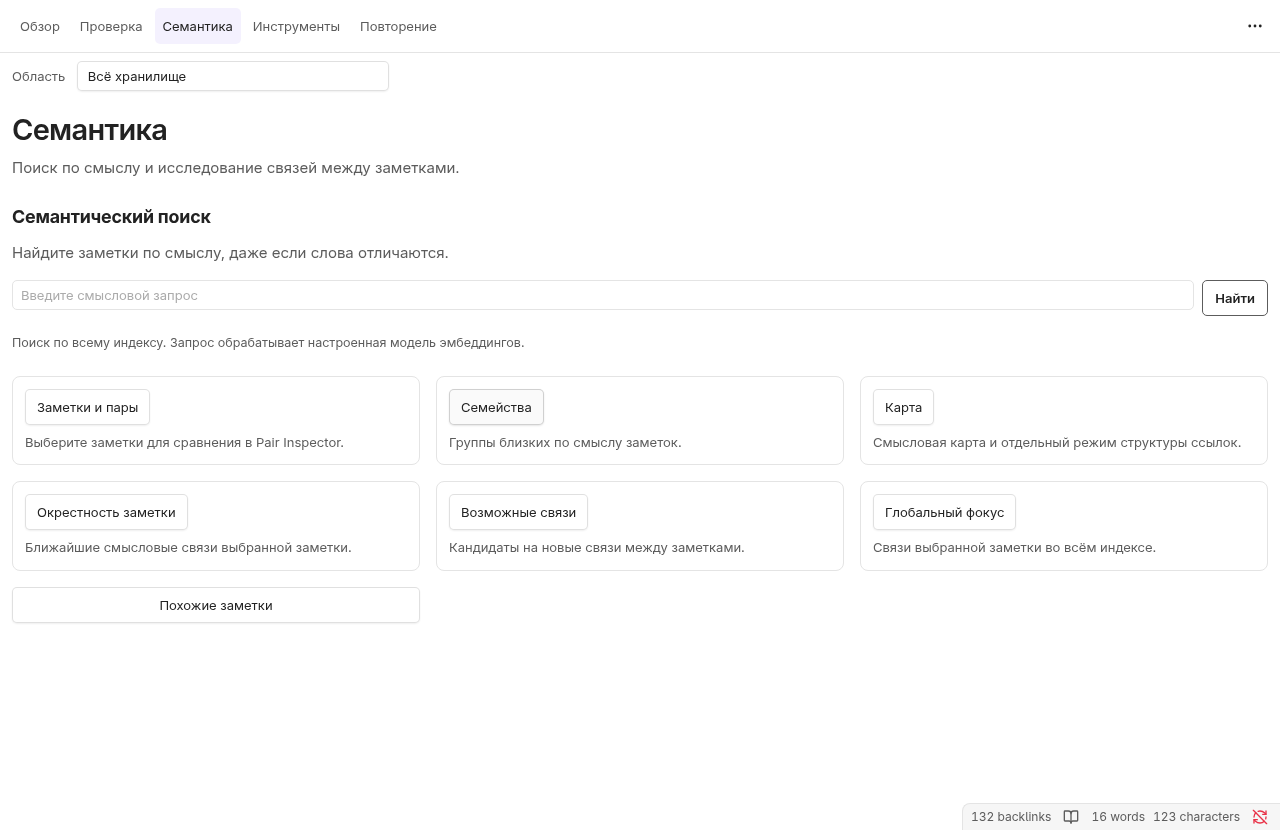 Обзор Проверка Семантика Инструменты Повторение
Область Всё хранилище
Семантика
Поиск по смыслу и исследование связей между заметками.
Семантический поиск
Найдите заметки по смыслу, даже если слова отличаются.
Введите смысловой запрос Найти
Поиск по всему индексу. Запрос обрабатывает настроенная модель эмбеддингов.
Заметки и пары
Выберите заметки для сравнения в Pair Inspector.
Семейства
Группы близких по смыслу заметок.
Карта
Смысловая карта и отдельный режим структуры ссылок.
Окрестность заметки
Ближайшие смысловые связи выбранной заметки.
Возможные связи
Кандидаты на новые связи между заметками.
Глобальный фокус
Связи выбранной заметки во всём индексе.
Похожие заметки
132 backlinks 16 words 123 characters